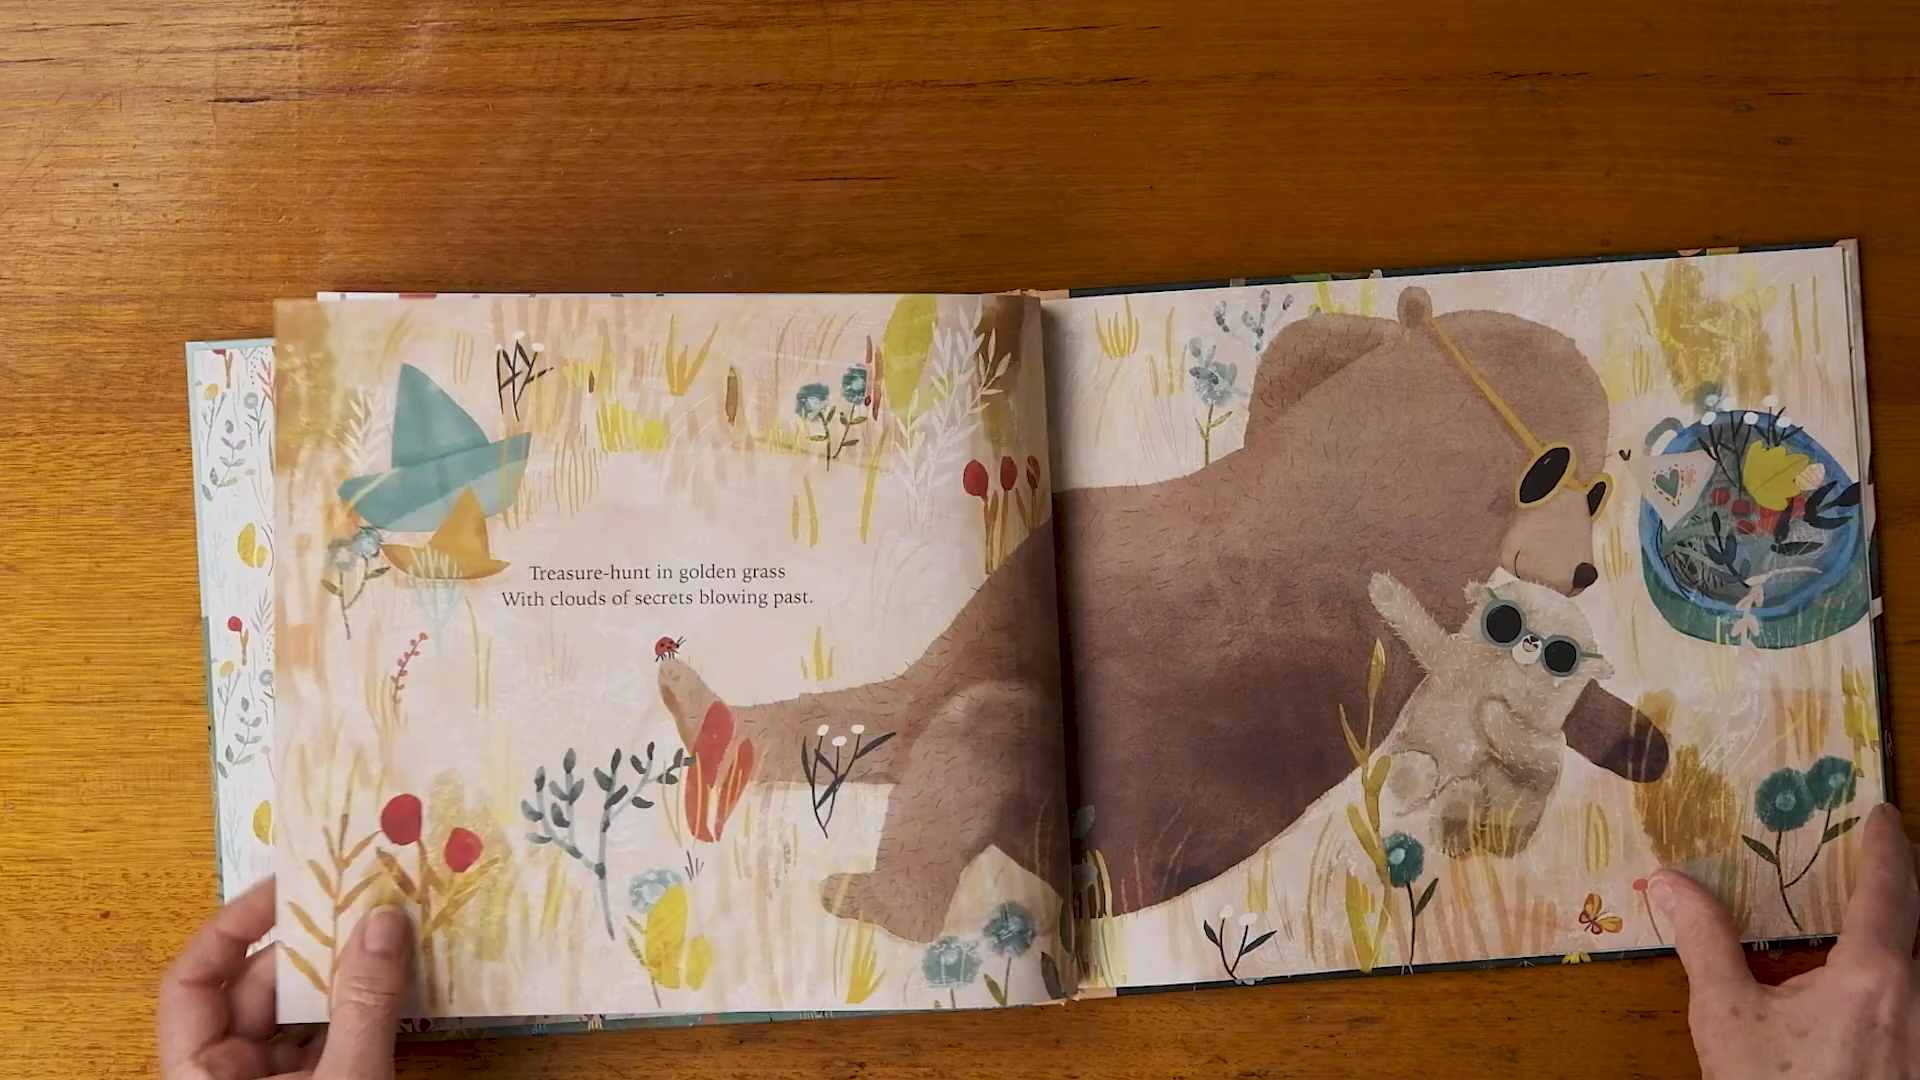 Treasure-hunt in golden grass
With clouds of secrets blowing past.